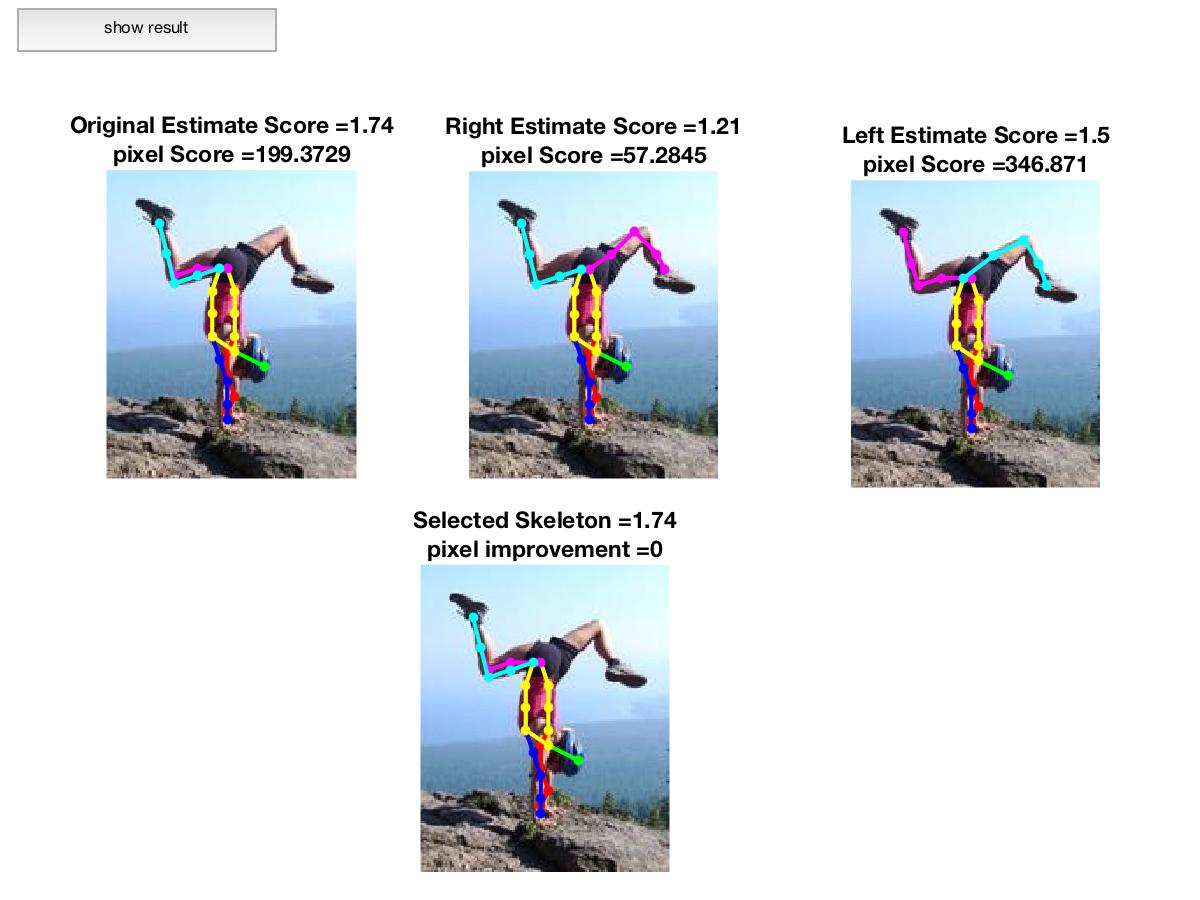 show result
Original Estimate Score =1.74
pixel Score =199.3729
Right Estimate Score =1.21
pixel Score =57.2845
Left Estimate Score =1.5
pixel Score =346.871
Selected Skeleton =1.74
pixel improvement =0